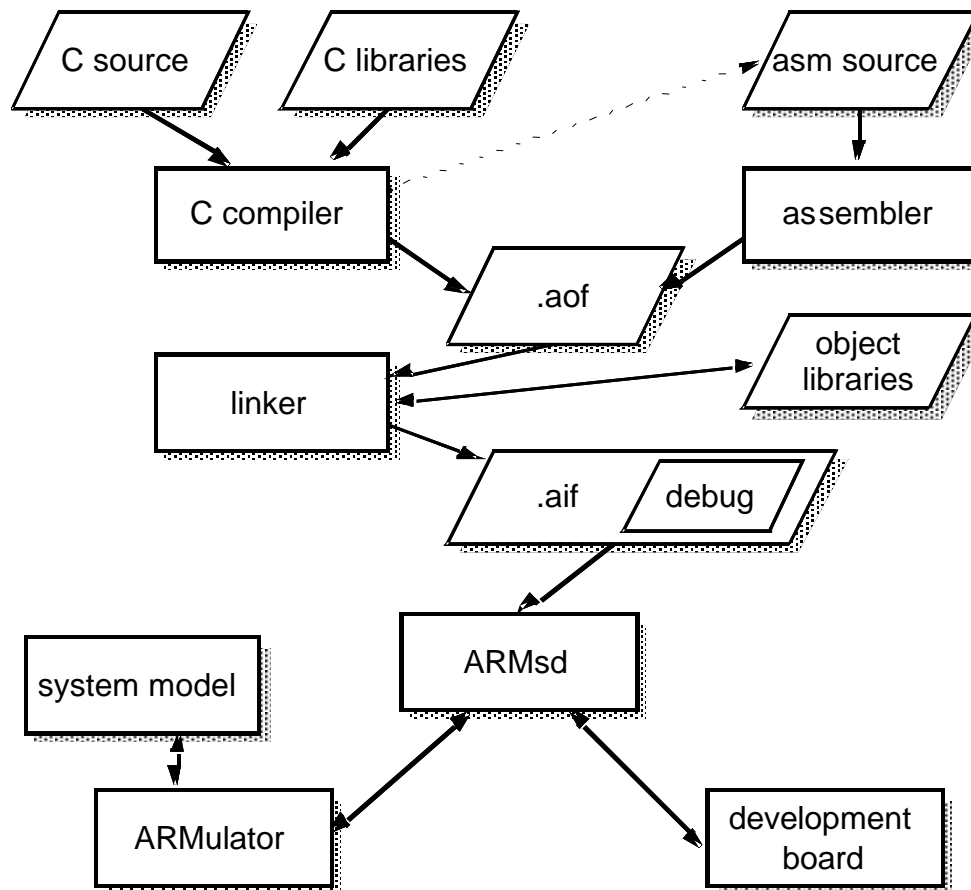 C source
C libraries
asm source
C compiler
assembler
.aof
object
libraries
linker
.aif
debug
ARMsd
system model
ARMulator
development
board